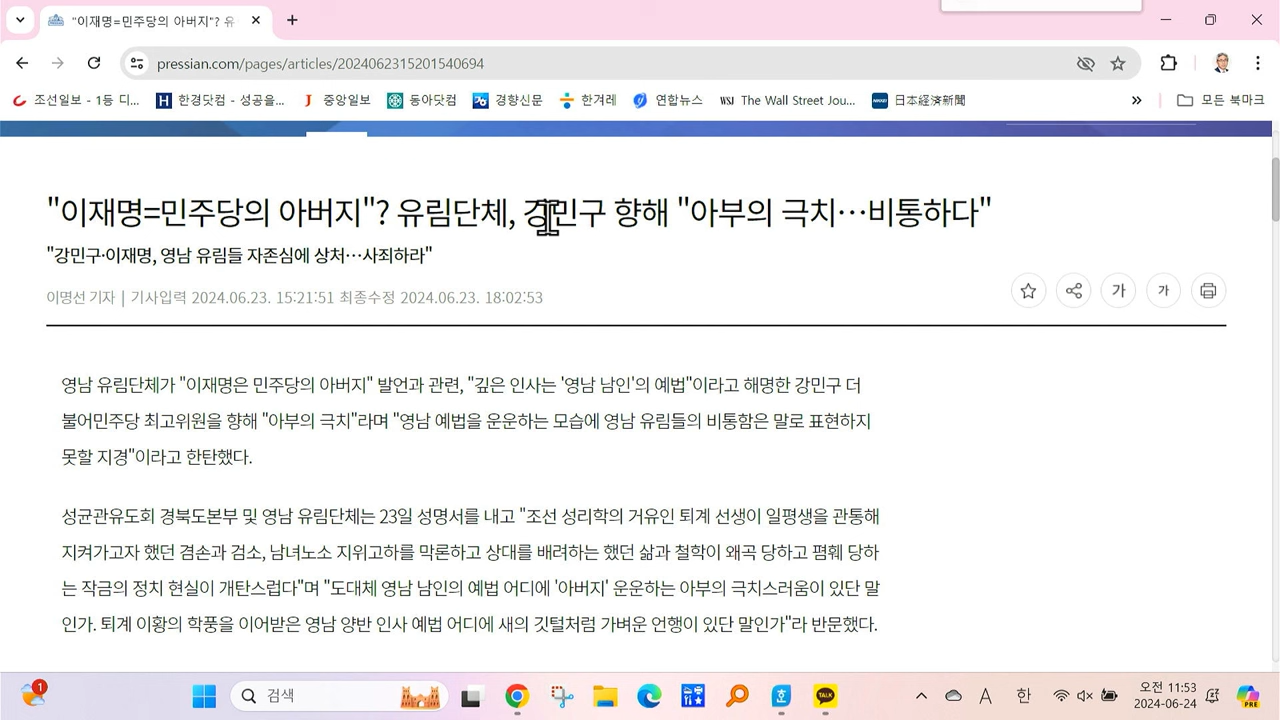 "이재명=민주당의 아버지"? 유
pressian.com/pages/articles/2024062315201540694
조선일보 - 1등 디... 한경닷컴 - 성공을... 중앙일보 동아닷컴 경향신문 한겨레 연합뉴스 WSJ The Wall Street Jou... 日本経済新聞 » 모든 북마크
"이재명=민주당의 아버지"? 유림단체, 강민구 향해 "아부의 극치…비통하다"
"강민구·이재명, 영남 유림들 자존심에 상처…사죄하라"
이명선 기자 | 기사입력 2024.06.23. 15:21:51 최종수정 2024.06.23. 18:02:53
가 가
영남 유림단체가 "이재명은 민주당의 아버지" 발언과 관련, "깊은 인사는 '영남 남인'의 예법"이라고 해명한 강민구 더
불어민주당 최고위원을 향해 "아부의 극치"라며 "영남 예법을 운운하는 모습에 영남 유림들의 비통함은 말로 표현하지
못할 지경"이라고 한탄했다.
성균관유도회 경북도본부 및 영남 유림단체는 23일 성명서를 내고 "조선 성리학의 거유인 퇴계 선생이 일평생을 관통해
지켜가고자 했던 겸손과 검소, 남녀노소 지위고하를 막론하고 상대를 배려하는 했던 삶과 철학이 왜곡 당하고 폄훼 당하
는 작금의 정치 현실이 개탄스럽다"며 "도대체 영남 남인의 예법 어디에 '아버지' 운운하는 아부의 극치스러움이 있단 말
인가. 퇴계 이황의 학풍을 이어받은 영남 양반 인사 예법 어디에 새의 깃털처럼 가벼운 언행이 있단 말인가"라 반문했다.
1 검색 TALK A 한 오전 11:53 PRE
2024-06-24